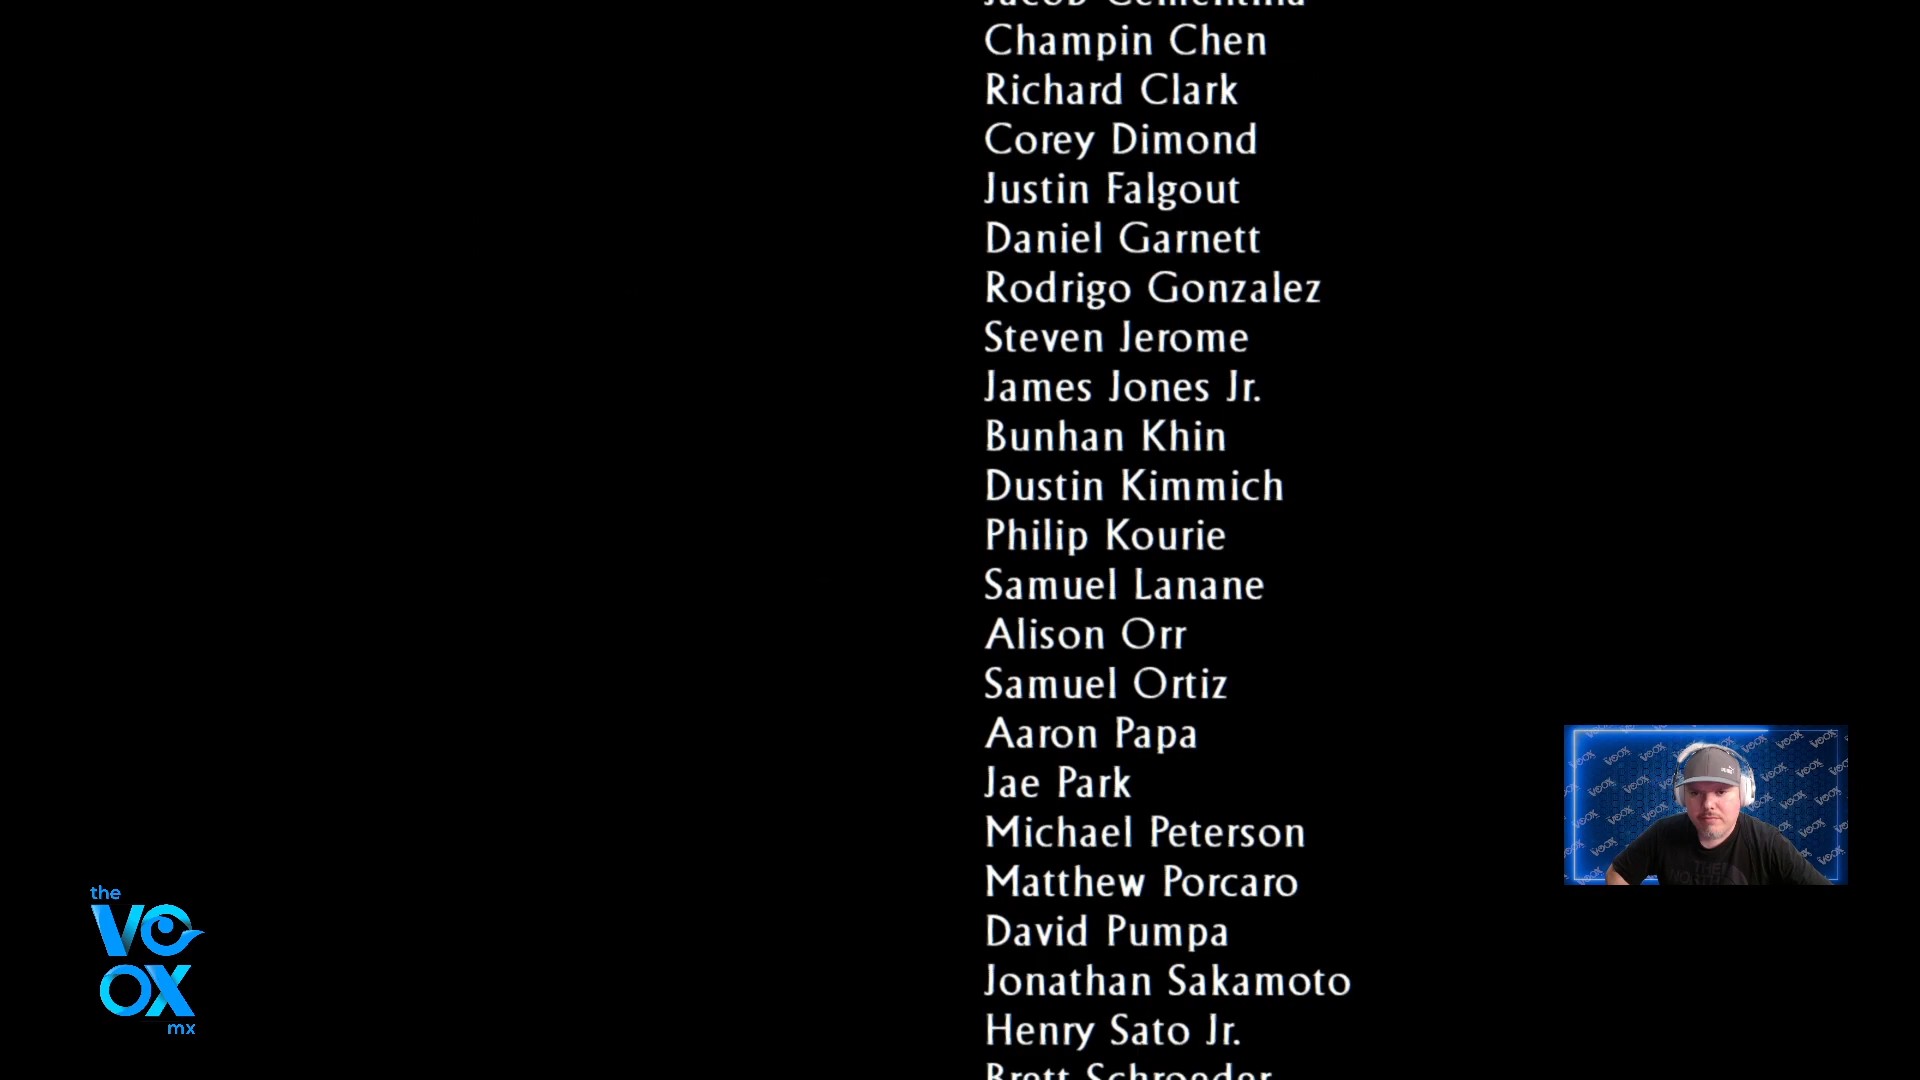 Champin Chen
Richard Clark
Corey Dimond
Justin Falgout
Daniel Garnett
Rodrigo Gonzalez
Steven Jerome
James Jones Jr.
Bunhan Khin
Dustin Kimmich
Philip Kourie
Samuel Lanane
Alison Orr
Samuel Ortiz
Aaron Papa
Jae Park
Michael Peterson
Matthew Porcaro
David Pumpa
Jonathan Sakamoto
Henry Sato Jr.
Brett Schroeder
the
VO
OX
mx